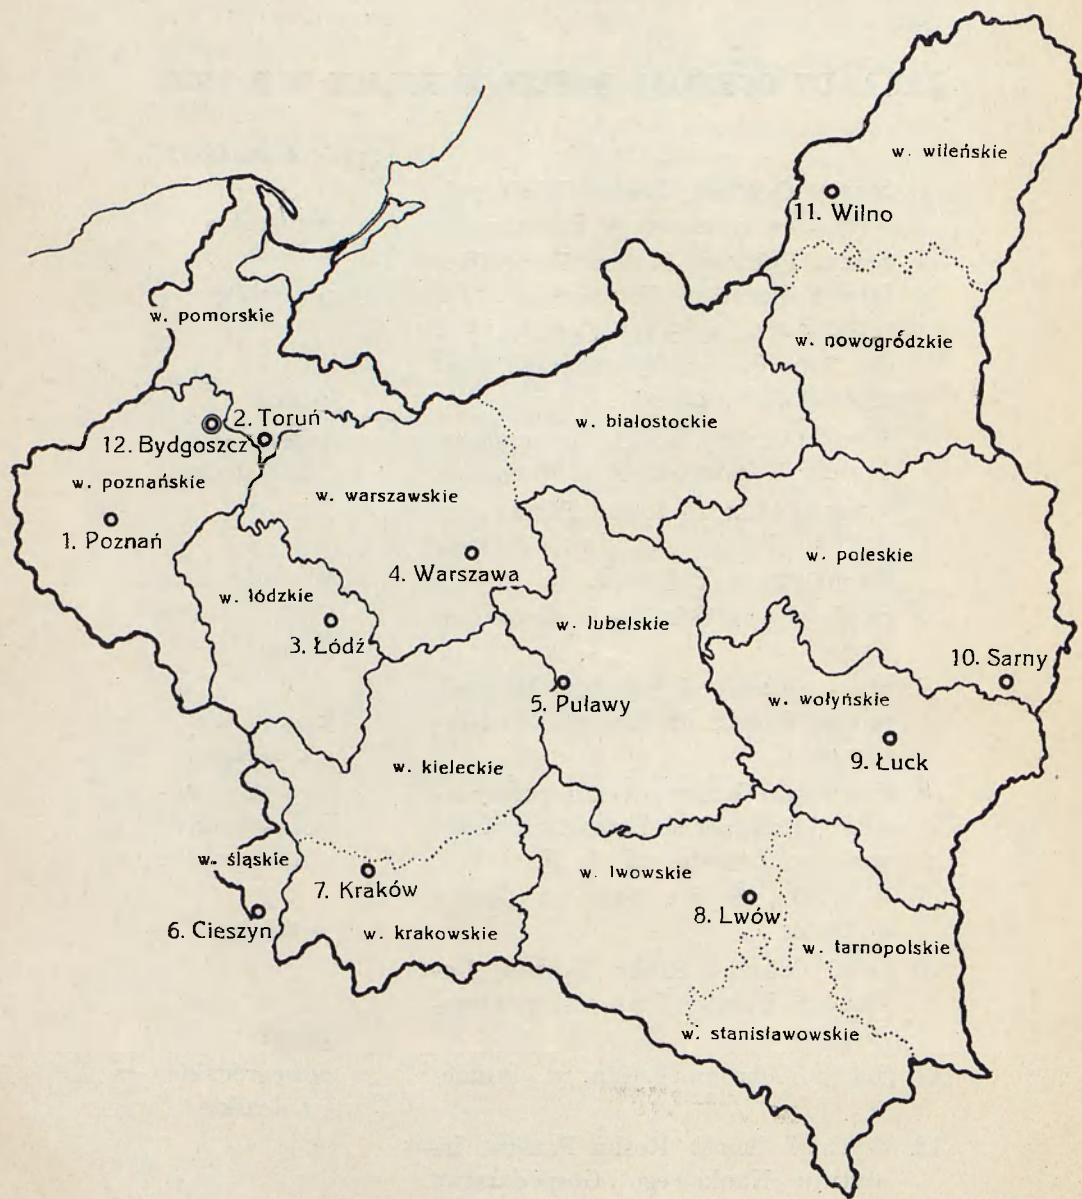 w. wileńskie
11. Wilno
w. pomorskie
w. nowogródzkie
2. Toruń
w. białostockie
12. Bydgoszcz
w. poznańskie
w. warszawskie
1. Poznań
w. poleskie
4. Warszawa
w. łódzkie
w. lubelskie
3. Łódź
10. Sarny
w. wołyńskie
5. Puławy
9. Łuck
w. kieleckie
w. śląskie
w. lwowskie
7. Kraków
8. Lwów
6. Cieszyn
w. krakowskie
w. tarnopolskie
w. stanisławowskie